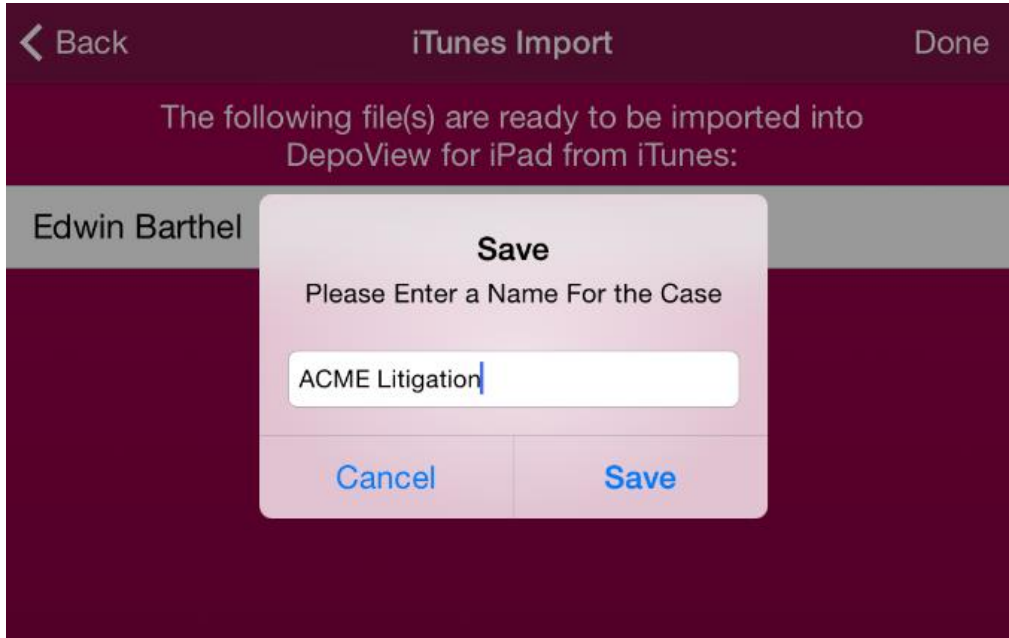 Back
iTunes Import
Done
The following file(s) are ready to be imported into
DepoView for iPad from iTunes:
Edwin Barthel
Save
Please Enter a Name For the Case
ACME Litigation
Cancel
Save